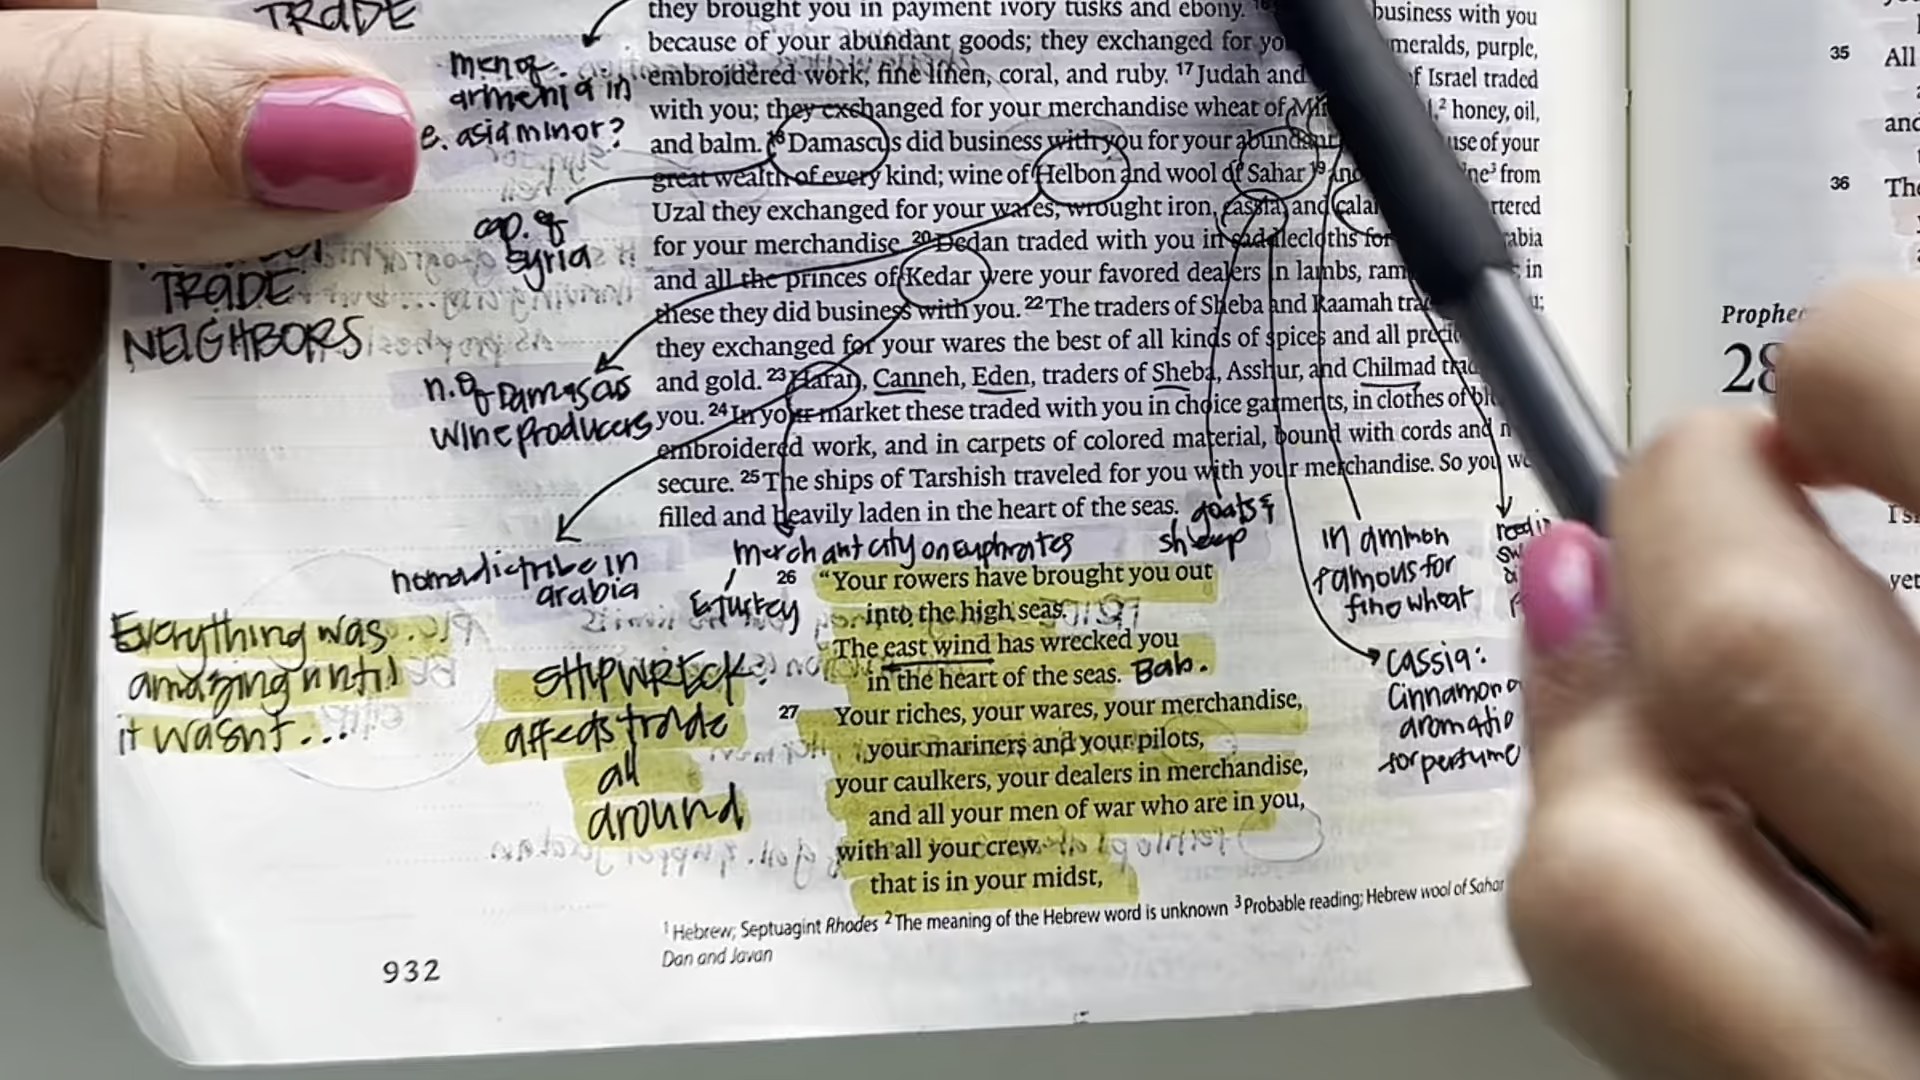 TRADE
men of
armenia in
e. asia minor?
cap. of
syria
TRADE
NEIGHBORS
n. of Damascus
wine producers
nomadic tribe in
arabia
Everything was
amazing until
it wasn't...
SHIPWRECK:
affects trade
all
around
they brought you in payment ivory tusks and ebony. business with you
because of your abundant goods; they exchanged for meralds, purple,
embroidered work, fine linen, coral, and ruby. 17 Judah and of Israel traded
with you; they exchanged for your merchandise wheat of 2 honey, oil,
and balm. 18 Damascus did business with you for your abundant use of your
great wealth of every kind; wine of Helbon and wool of Sahar 19 and 3 from
Uzal they exchanged for your wares; wrought iron, cassia, and bartered
for your merchandise. 20 Dedan traded with you in saddlecloths for
and all the princes of Kedar were your favored dealers in lambs, in
these they did business with you. 22 The traders of Sheba and Raamah
they exchanged for your wares the best of all kinds of spices and all
and gold. 23 Haran, Canneh, Eden, traders of Sheba, Asshur, and Chilmad
you. 24 In your market these traded with you in choice garments, in clothes of
embroidered work, and in carpets of colored material, bound with cords and
secure. 25 The ships of Tarshish traveled for you with your merchandise. So you
filled and heavily laden in the heart of the seas.
goats &
sheep
merchant city on Euphrates
E. Turkey
26 “Your rowers have brought you out
into the high seas.
The east wind has wrecked you
in the heart of the seas. Bab.
27 Your riches, your wares, your merchandise,
your mariners and your pilots,
your caulkers, your dealers in merchandise,
and all your men of war who are in you,
with all your crew
that is in your midst,
in ammon
famous for
fine wheat
cassia:
cinnamon
aromatic
for perfume
1 Hebrew; Septuagint Rhodes 2 The meaning of the Hebrew word is unknown 3 Probable reading; Hebrew wool of Sahar
Dan and Javan
932
35 All
and
36 The
28
yet